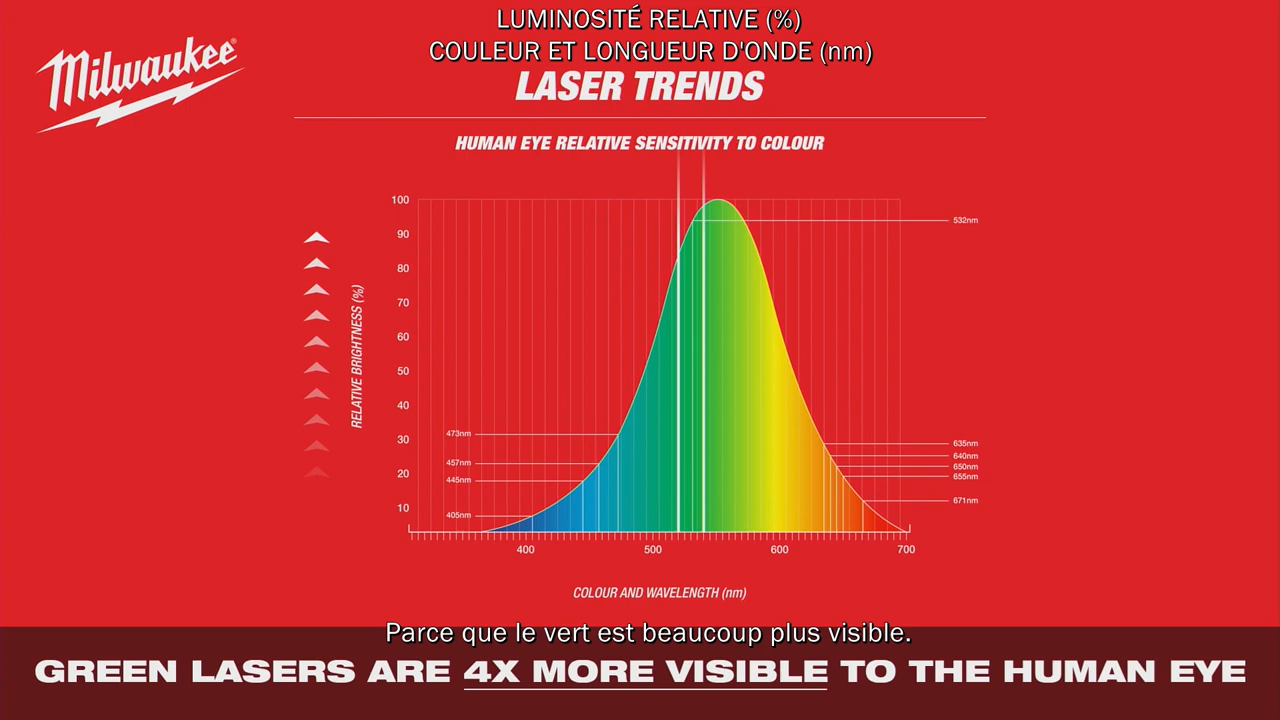 LUMINOSITÉ RELATIVE (%)
COULEUR ET LONGUEUR D'ONDE (nm)
Milwaukee®
LASER TRENDS
HUMAN EYE RELATIVE SENSITIVITY TO COLOUR
RELATIVE BRIGHTNESS (%)
100
90
80
70
60
50
40
30
20
10
473nm
457nm
445nm
405nm
532nm
635nm
640nm
650nm
655nm
671nm
400 500 600 700
COLOUR AND WAVELENGTH (nm)
Parce que le vert est beaucoup plus visible.
GREEN LASERS ARE 4X MORE VISIBLE TO THE HUMAN EYE